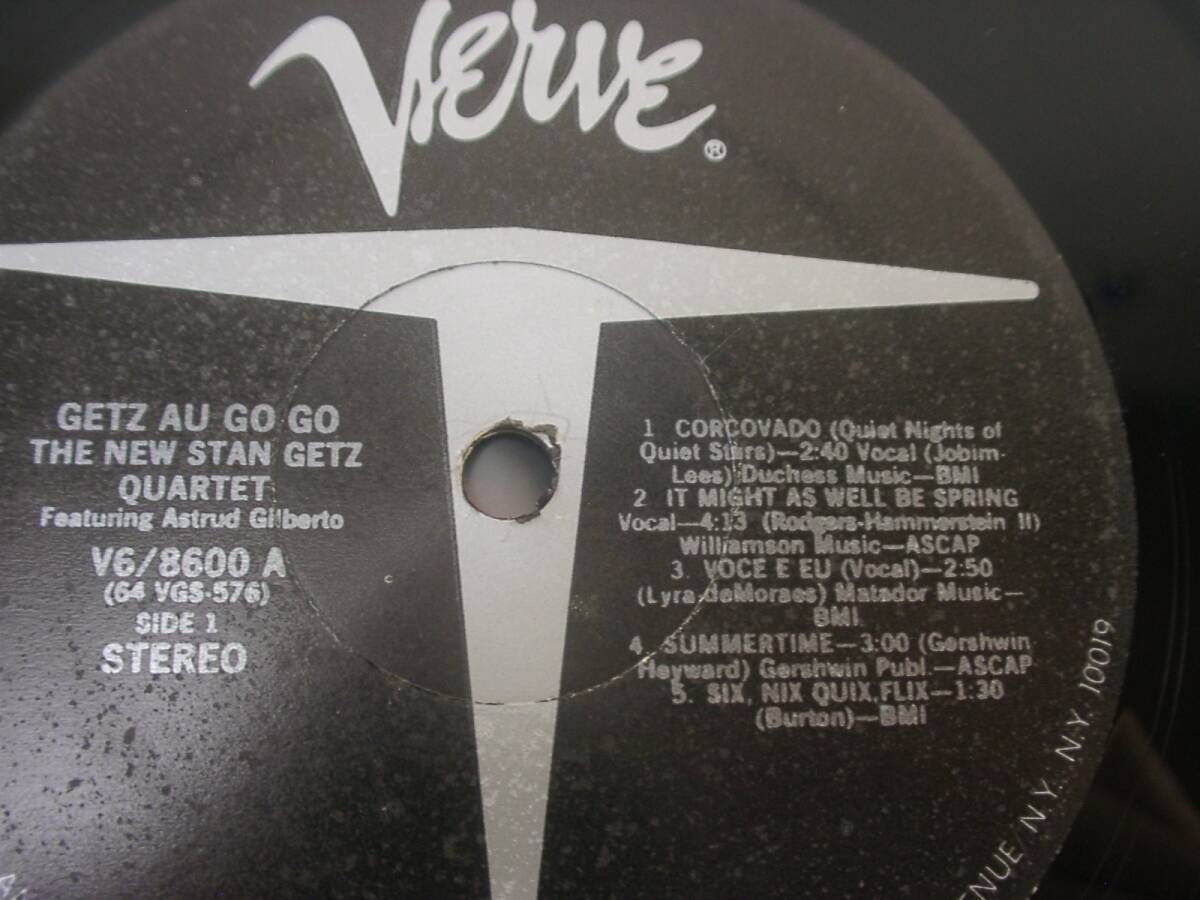 Verve ®
GETZ AU GO GO
THE NEW STAN GETZ
QUARTET
Featuring Astrud Gilberto
V6/8600 A
(64 VGS-576)
SIDE 1
STEREO
1 CORCOVADO (Quiet Nights of
Quiet Stars)—2:40 Vocal (Jobim-
Lees) Duchess Music—BMI
2 IT MIGHT AS WELL BE SPRING
Vocal—4:13 (Rodgers-Hammerstein II)
Williamson Music—ASCAP
3. VOCE E EU (Vocal)—2:50
(Lyra-deMoraes) Matador Music—
BMI
4. SUMMERTIME—3:00 (Gershwin
Heyward) Gershwin Publ.—ASCAP
5. SIX, NIX QUIX, FLIX—1:30
(Burton)—BMI
N.Y., N.Y. 10019